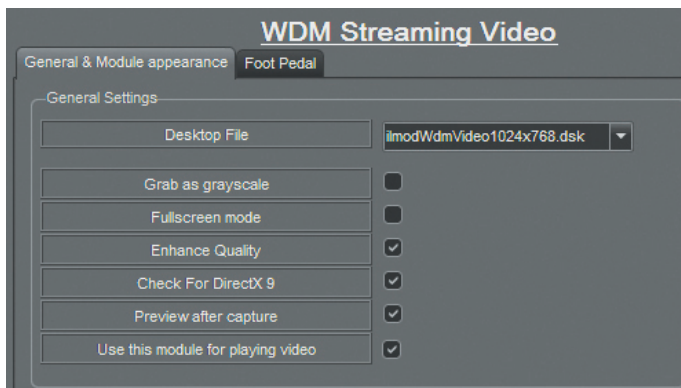 WDM Streaming Video
General & Module appearance Foot Pedal
General Settings
Desktop File ilmodWdmVideo1024x768.dsk
Grab as grayscale
Fullscreen mode
Enhance Quality
Check For DirectX 9
Preview after capture
Use this module for playing video